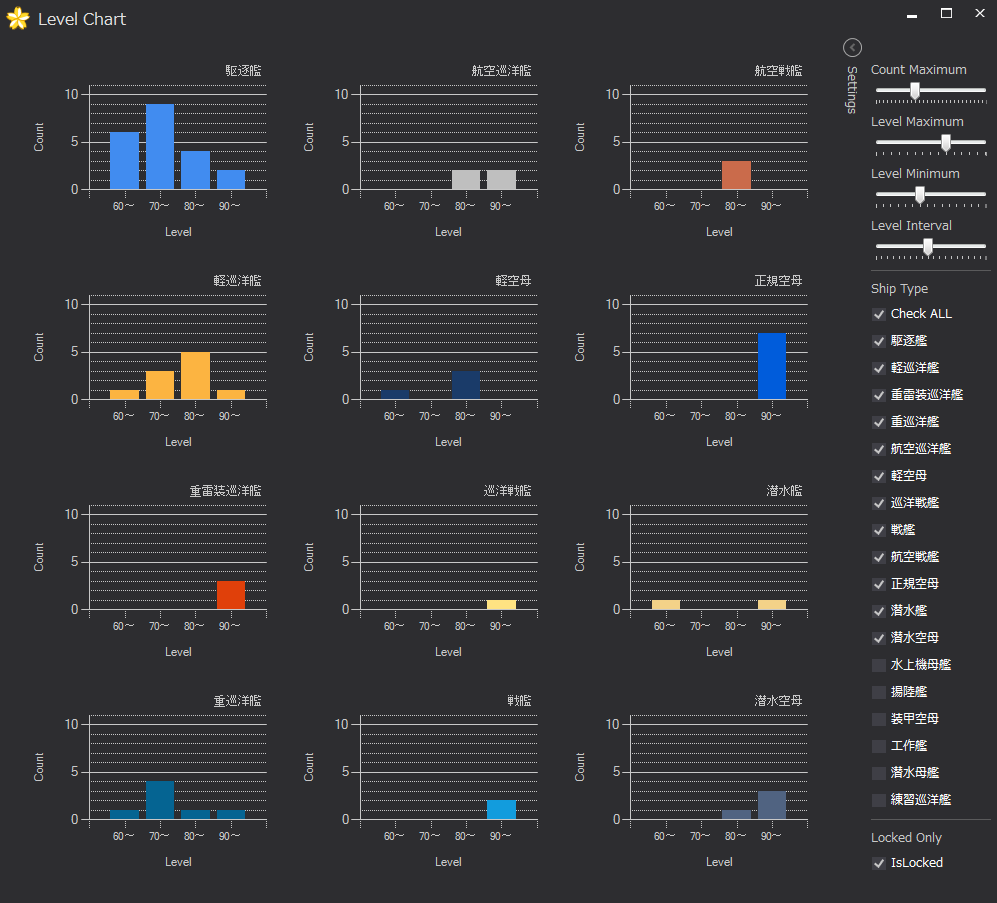 Level Chart
駆逐艦
10
5
0
Count
60～ 70～ 80～ 90～
Level
航空巡洋艦
10
5
0
Count
60～ 70～ 80～ 90～
Level
航空戦艦
10
5
0
Count
60～ 70～ 80～ 90～
Level
軽巡洋艦
10
5
0
Count
60～ 70～ 80～ 90～
Level
軽空母
10
5
0
Count
60～ 70～ 80～ 90～
Level
正規空母
10
5
0
Count
60～ 70～ 80～ 90～
Level
重雷装巡洋艦
10
5
0
Count
60～ 70～ 80～ 90～
Level
巡洋戦艦
10
5
0
Count
60～ 70～ 80～ 90～
Level
潜水艦
10
5
0
Count
60～ 70～ 80～ 90～
Level
重巡洋艦
10
5
0
Count
60～ 70～ 80～ 90～
Level
戦艦
10
5
0
Count
60～ 70～ 80～ 90～
Level
潜水空母
10
5
0
Count
60～ 70～ 80～ 90～
Level
Settings
Count Maximum
Level Maximum
Level Minimum
Level Interval
Ship Type
Check ALL
駆逐艦
軽巡洋艦
重雷装巡洋艦
重巡洋艦
航空巡洋艦
軽空母
巡洋戦艦
戦艦
航空戦艦
正規空母
潜水艦
潜水空母
水上機母艦
揚陸艦
装甲空母
工作艦
潜水母艦
練習巡洋艦
Locked Only
IsLocked